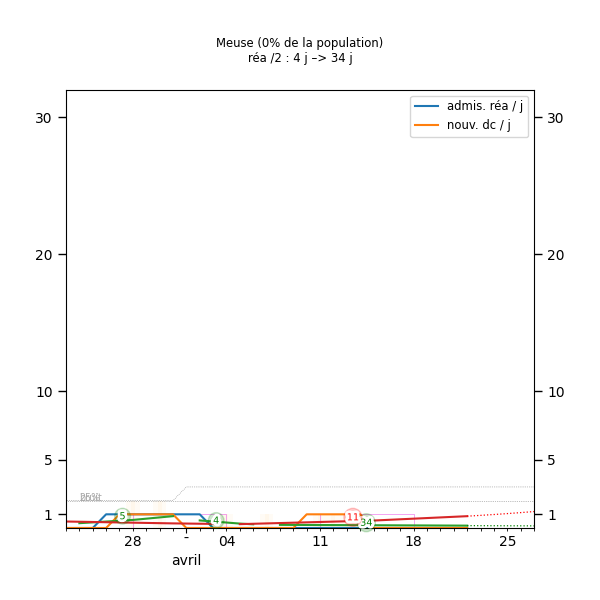 Meuse (0% de la population)
réa /2 : 4 j –> 34 j
admis. réa / j
nouv. dc / j
30 30
20 20
10 10
5 5
1 1
5 4 11 34
28 - 04 11 18 25
avril